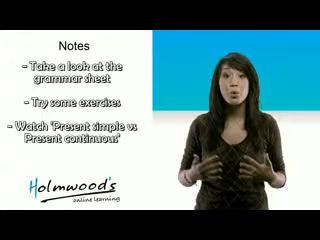 Notes
- Take a look at the
grammar sheet
- Try some exercises
- Watch 'Present simple vs
Present continuous'
Holmwood's
online learning